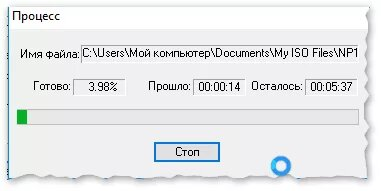 Процесс
Имя Файла: C:\Users\Мой компьютер\Documents\My ISO Files\NP1
Готово: 3.98% Прошло: 00:00:14 Осталось: 00:05:37
Стоп